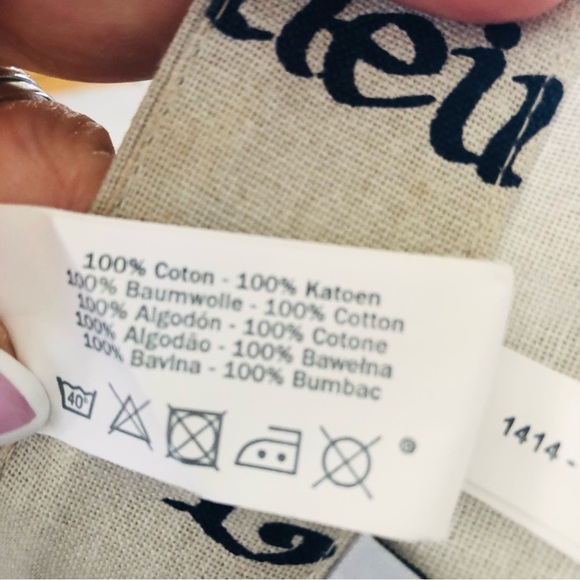 100% Coton - 100% Katoen
100% Baumwolle - 100% Cotton
100% Algodón - 100% Cotone
100% Algodão - 100% Bawełna
100% Bavlna - 100% Bumbac
40°
1414 -